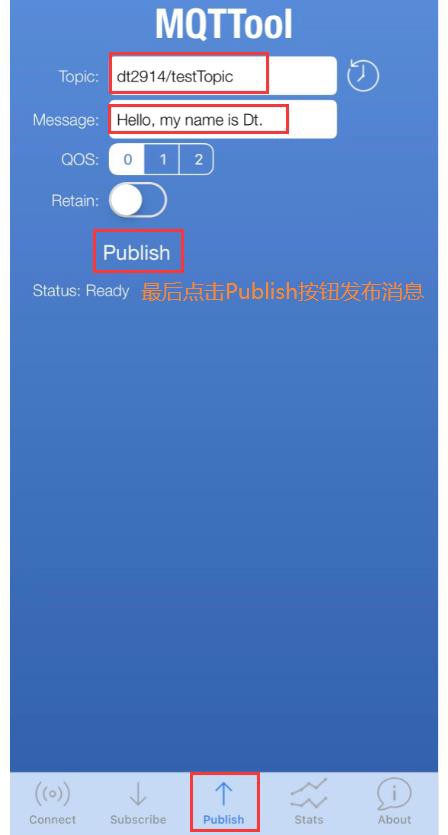 MQTTool
Topic: dt2914/testTopic
Message: Hello, my name is Dt.
QOS: 0 1 2
Retain:
Publish
Status: Ready 最后点击Publish按钮发布消息
Connect Subscribe Publish Stats About